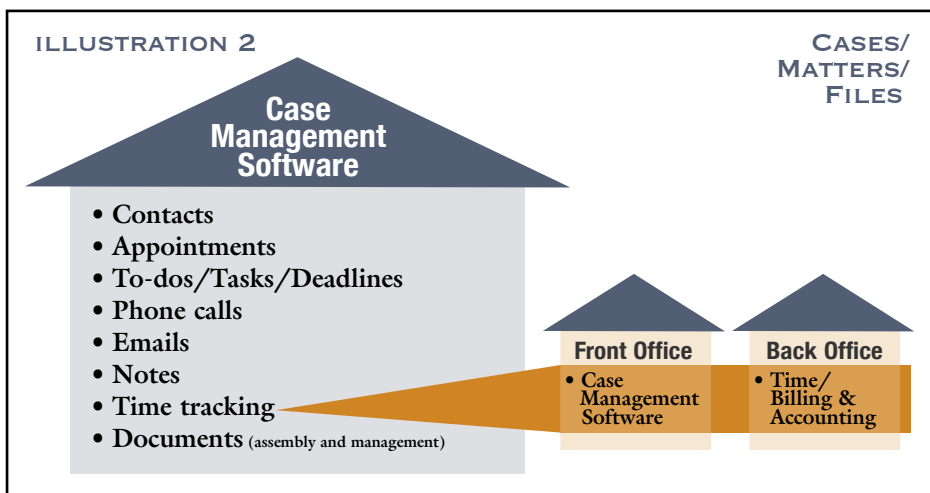 ILLUSTRATION 2
CASES/
MATTERS/
FILES
Case
Management
Software
• Contacts
• Appointments
• To-dos/Tasks/Deadlines
• Phone calls
• Emails
• Notes
• Time tracking
• Documents (assembly and management)
Front Office
• Case
Management
Software
Back Office
• Time/
Billing &
Accounting